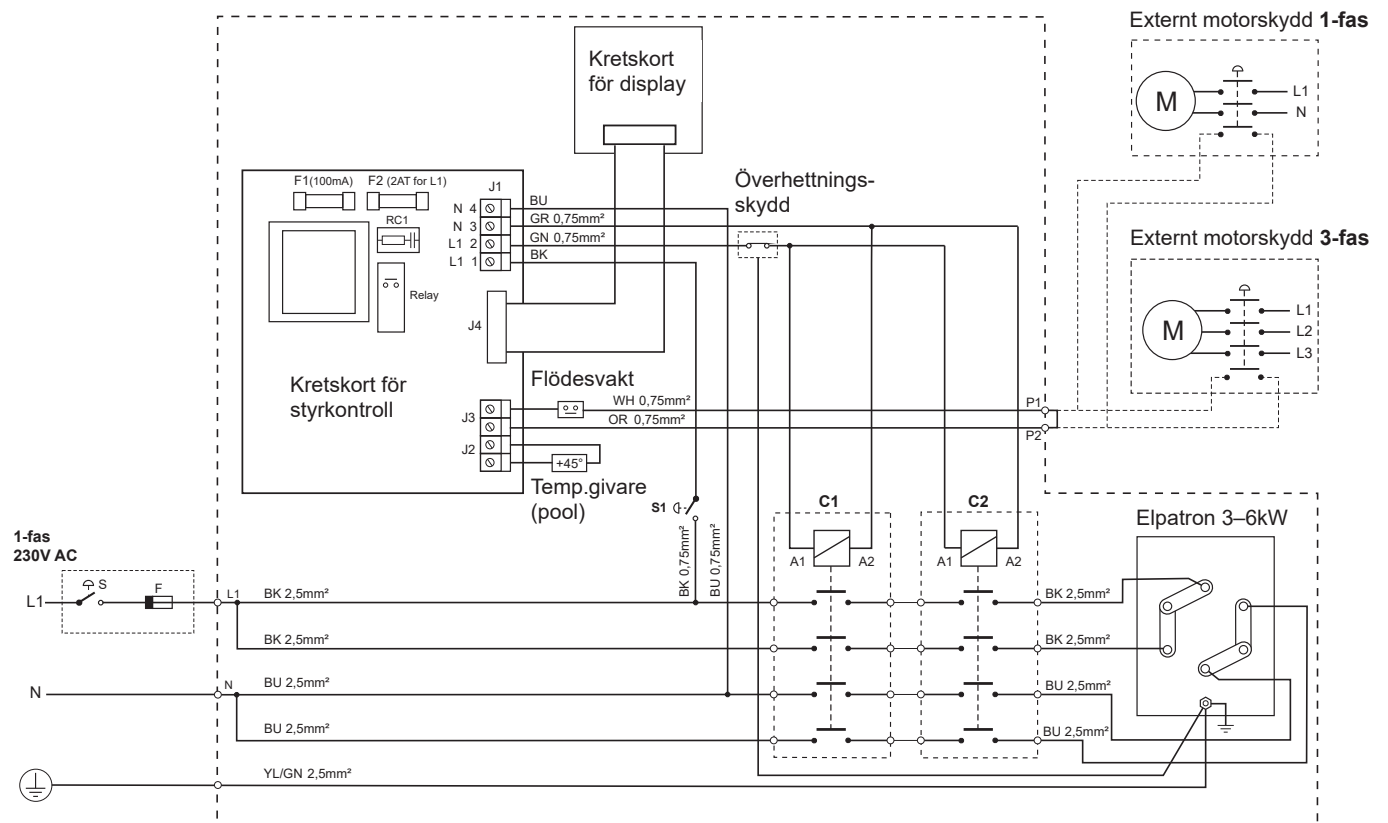 Externt motorskydd 1-fas
M
L1
N
Kretskort
för display
F1(100mA)
F2 (2AT for L1)
RC1
Relay
J1
N 4
N 3
L1 2
L1 1
BU
GR 0,75mm²
GN 0,75mm²
BK
Överhettnings-
skydd
J4
Kretskort för
styrkontroll
Externt motorskydd 3-fas
M
L1
L2
L3
Flödesvakt
WH 0,75mm²
OR 0,75mm²
P1
P2
J3
J2
+45°
Temp.givare
(pool)
S1
BK 0,75mm²
BU 0,75mm²
C1
A1
A2
C2
A1
A2
Elpatron 3–6kW
1-fas
230V AC
L1
S
F
L1
BK 2,5mm²
BK 2,5mm²
BK 2,5mm²
BK 2,5mm²
N
N
BU 2,5mm²
BU 2,5mm²
BU 2,5mm²
BU 2,5mm²
YL/GN 2,5mm²